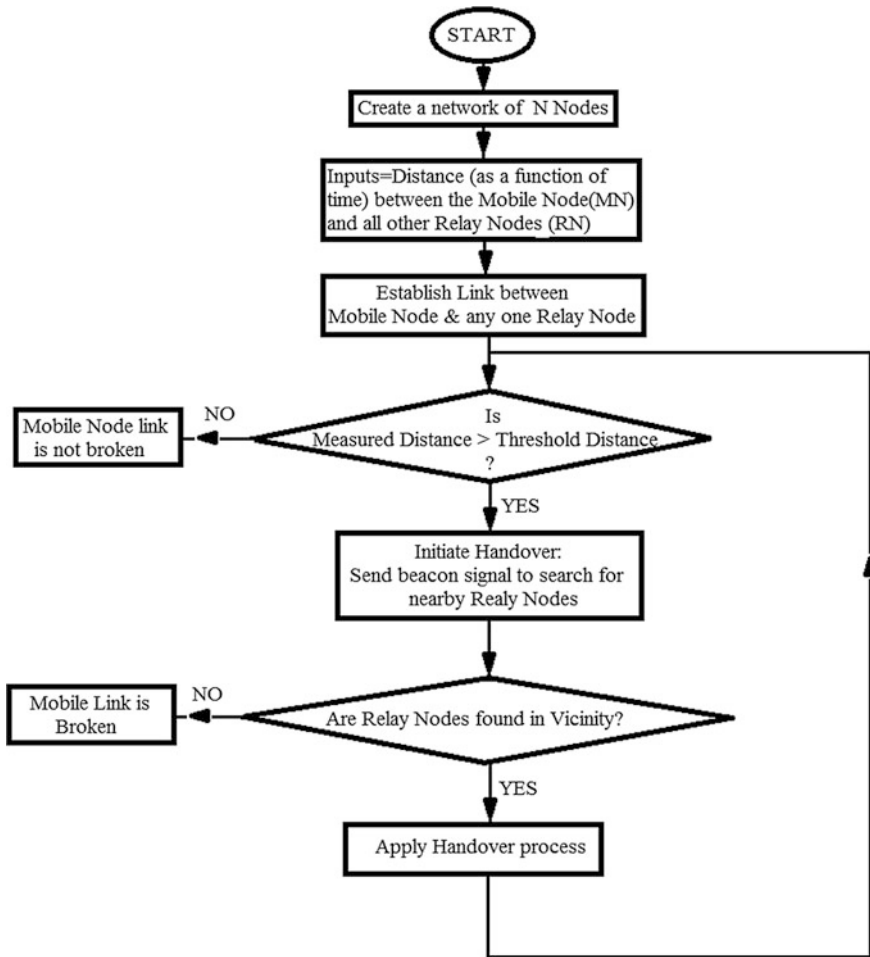 START
Create a network of N Nodes
Inputs=Distance (as a function of
time) between the Mobile Node(MN)
and all other Relay Nodes (RN)
Establish Link between
Mobile Node & any one Relay Node
Is
Measured Distance > Threshold Distance
?
NO
Mobile Node link
is not broken
YES
Initiate Handover:
Send beacon signal to search for
nearby Realy Nodes
Are Relay Nodes found in Vicinity?
NO
Mobile Link is
Broken
YES
Apply Handover process